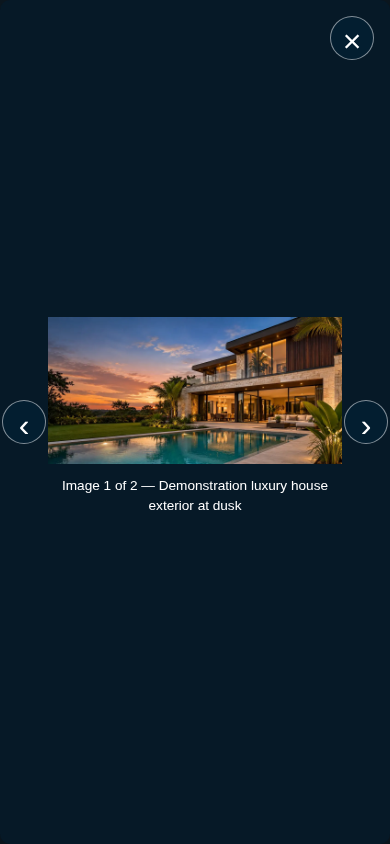 ×
‹
›
Image 1 of 2 — Demonstration luxury house
exterior at dusk